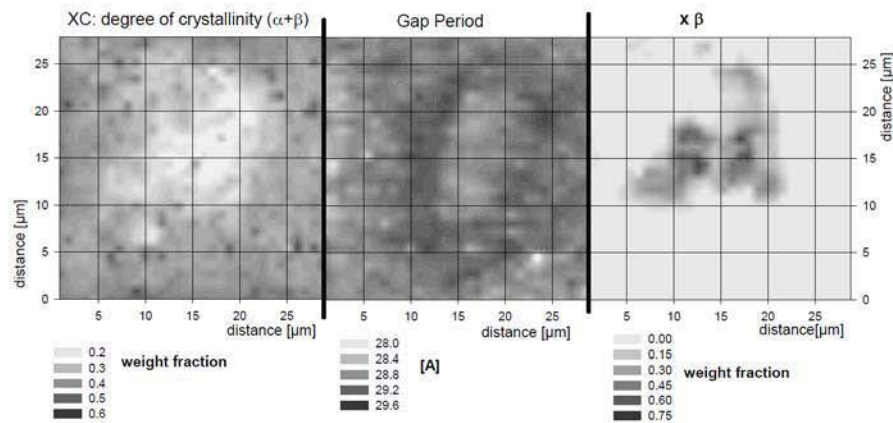 XC: degree of crystallinity (α+β)
Gap Period
x β
25
20
15
10
5
0
distance [µm]
25
20
15
10
5
0
distance [µm]
5 10 15 20 25
distance [µm]
5 10 15 20 25
distance [µm]
5 10 15 20 25
distance[µm]
0.2
0.3
0.4
0.5
0.6
weight fraction
28.0
28.4
28.8
29.2
29.6
[A]
0.00
0.15
0.30
0.45
0.60
0.75
weight fraction